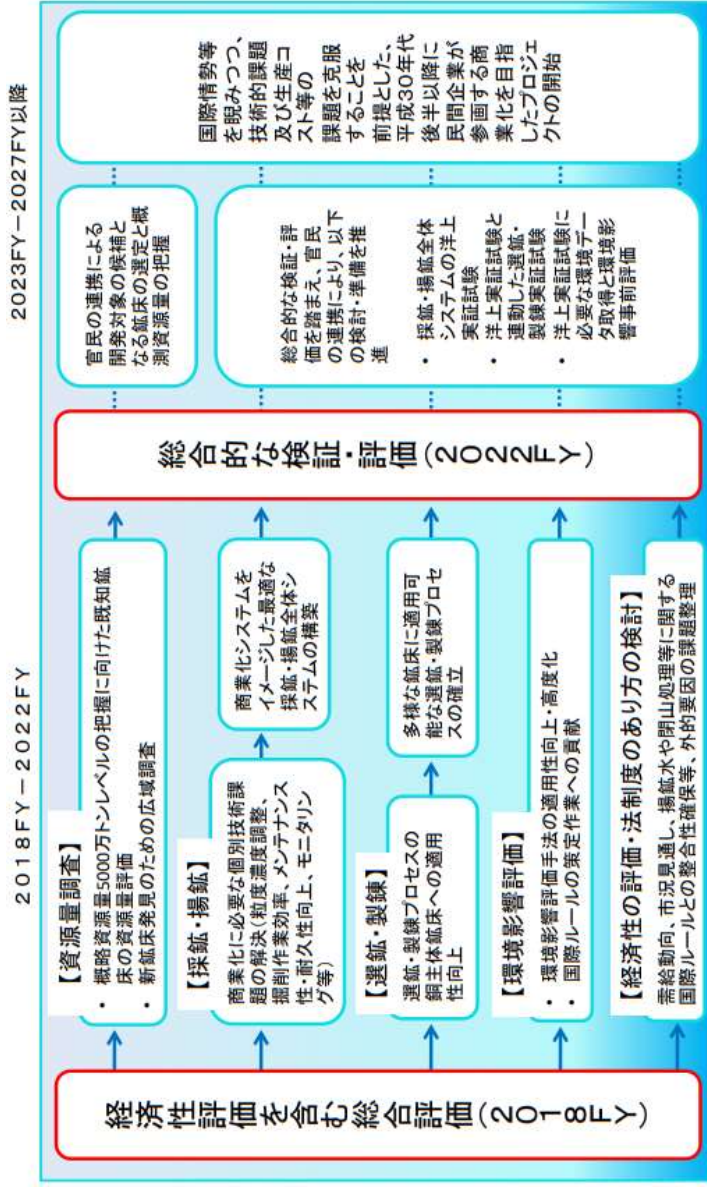 2018FY－2022FY
2023FY－2027FY以降
経済性評価を含む総合評価(2018FY)
【資源量調査】
• 概略資源量5000万トンレベルの把握に向けた既知鉱
床の資源量評価
• 新鉱床発見のための広域調査
【採鉱・揚鉱】
商業化に必要な個別技術課
題の解決(粒度濃度調整、
掘削作業効率、メンテナンス
性・耐久性向上、モニタリン
グ等)
商業化システムを
イメージした最適な
採鉱・揚鉱全体シ
ステムの構築
【選鉱・製錬】
選鉱・製錬プロセスの
銅主体鉱床への適用
性向上
多様な鉱床に適用可
能な選鉱・製錬プロセ
スの確立
【環境影響評価】
• 環境影響評価手法の適用性向上・高度化
• 国際ルールの策定作業への貢献
【経済性の評価・法制度のあり方の検討】
需給動向、市況見通し、揚鉱水や閉山処理等に関する
国際ルールとの整合性確保等、外的要因の課題整理
総合的な検証・評価(2022FY)
官民の連携による
開発対象の候補と
なる鉱床の選定と概
測資源量の把握
総合的な検証・評
価を踏まえ、官民
の連携により、以下
の検討・準備を推
進
• 採鉱・揚鉱全体
システムの洋上
実証試験
• 洋上実証試験と
連動した選鉱・
製錬実証試験
• 洋上実証試験に
必要な環境デー
タ取得と環境影
響事前評価
国際情勢等
を睨みつつ、
技術的課題
及び生産コ
スト等の
課題を克服
することを
前提とした、
平成30年代
後半以降に
民間企業が
参画する商
業化を目指
したプロジェ
クトの開始